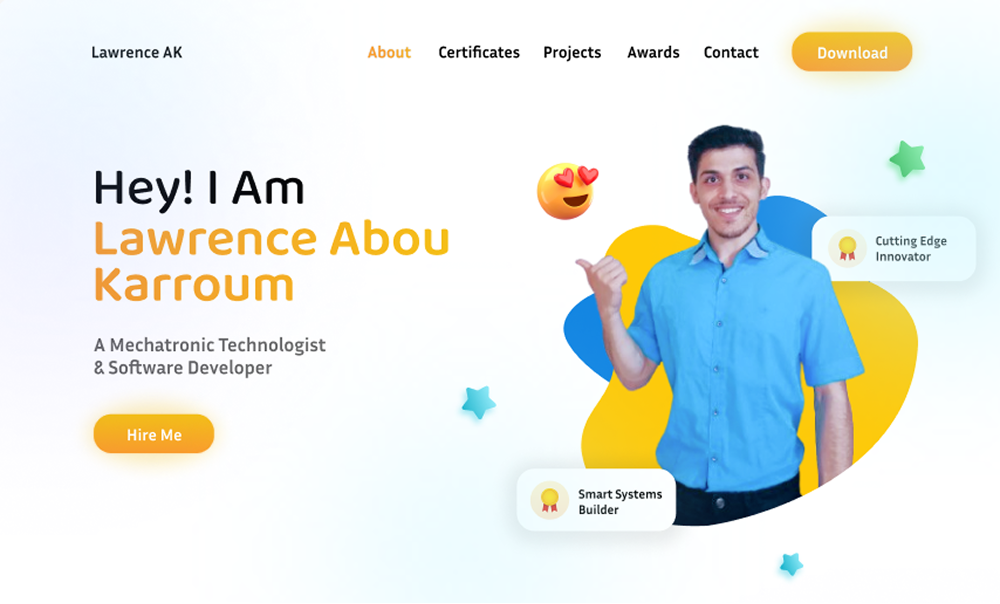 Lawrence AK
About
Certificates
Projects
Awards
Contact
Download
Hey! I Am
Lawrence Abou
Karroum
A Mechatronic Technologist
& Software Developer
Hire Me
Cutting Edge
Innovator
Smart Systems
Builder